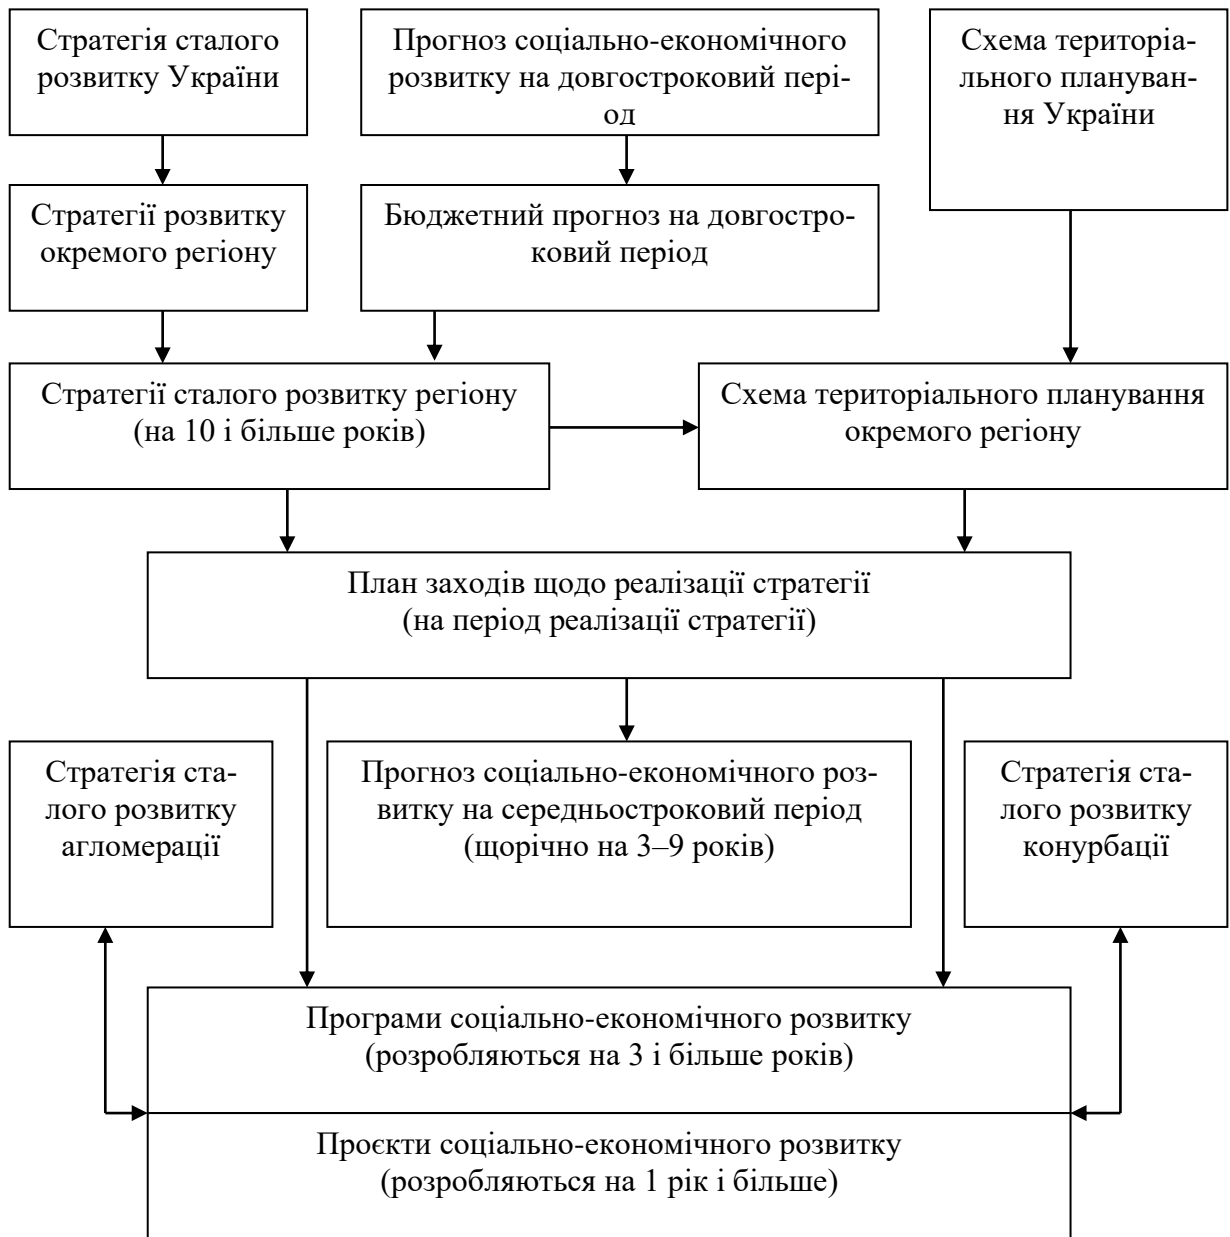 Стратегія сталого
розвитку України
Прогноз соціально-економічного
розвитку на довгостроковий пері-
од
Схема територіа-
льного плануван-
ня України
Стратегії розвитку
окремого регіону
Бюджетний прогноз на довгостро-
ковий період
Стратегії сталого розвитку регіону
(на 10 і більше років)
Схема територіального планування
окремого регіону
План заходів щодо реалізації стратегії
(на період реалізації стратегії)
Стратегія ста-
лого розвитку
агломерації
Прогноз соціально-економічного роз-
витку на середньостроковий період
(щорічно на 3–9 років)
Стратегія ста-
лого розвитку
конурбації
Програми соціально-економічного розвитку
(розробляються на 3 і більше років)
Проєкти соціально-економічного розвитку
(розробляються на 1 рік і більше)